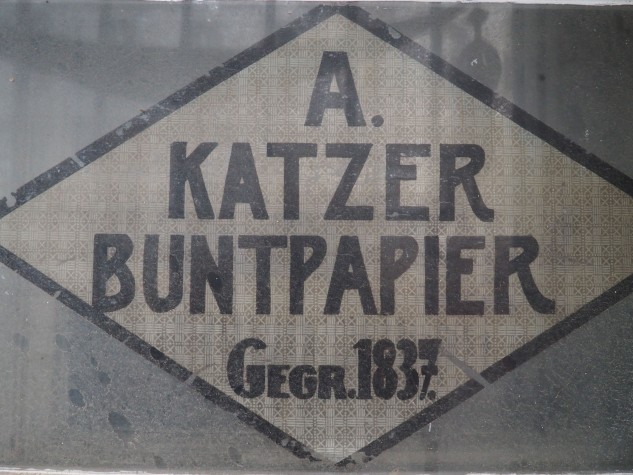 A.
KATZER
BUNTPAPIER
GEGR. 1837.